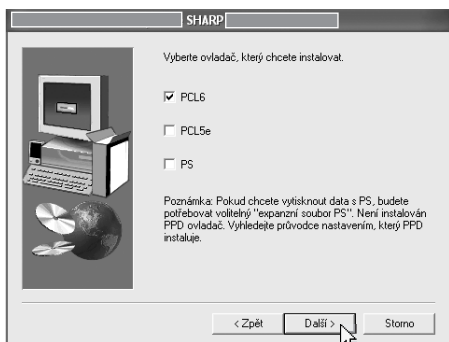 SHARP
Vyberte ovladač, který chcete instalovat.
PCL6
PCL5e
PS
Poznámka: Pokud chcete vytisknout data s PS, budete
potřebovat volitelný "expanzní soubor PS". Není instalován
PPD ovladač. Vyhledejte průvodce nastavením, který PPD
instaluje.
< Zpět
Další >
Storno